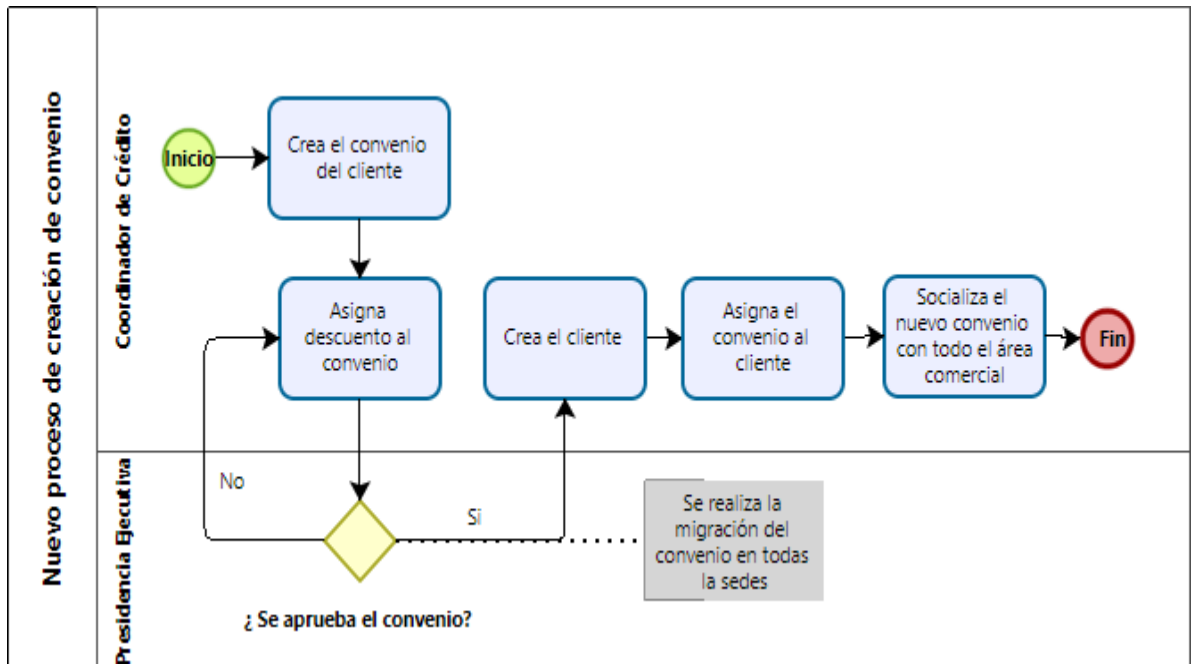 Nuevo proceso de creación de convenio
Coordinador de Crédito
Inicio
Crea el convenio
del cliente
Asigna
descuento al
convenio
Crea el cliente
Asigna el
convenio al
cliente
Socializa el
nuevo convenio
con todo el área
comercial
Fin
Presidencia Ejecutiva
No
Si
Se realiza la
migración del
convenio en todas
la sedes
¿ Se aprueba el convenio?